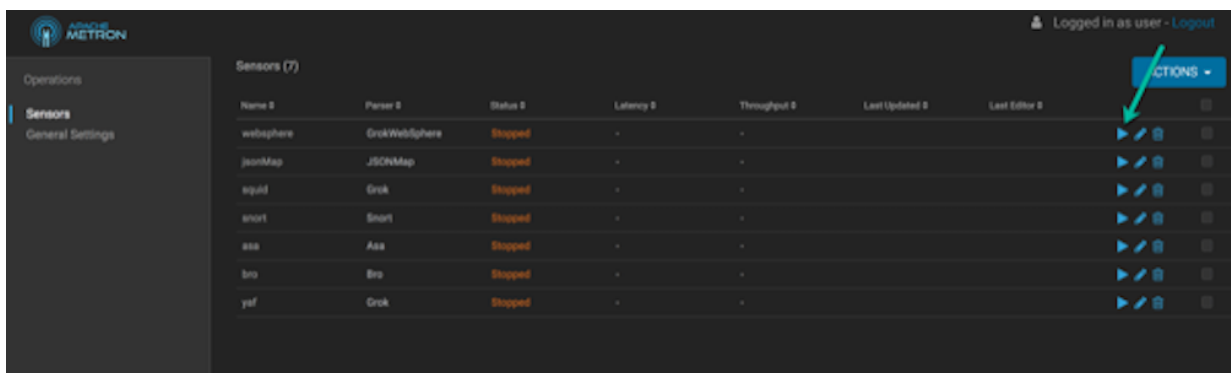 APACHE
METRON
Logged in as user - Logout
Operations
Sensors
General Settings
Sensors (7)
ACTIONS
Name Parser Status Latency Throughput Last Updated Last Editor
websphere GrokWebSphere Stopped - -
jsonMap JSONMap Stopped - -
squid Grok Stopped - -
snort Snort Stopped - -
asa Asa Stopped - -
bro Bro Stopped - -
yaf Grok Stopped - -